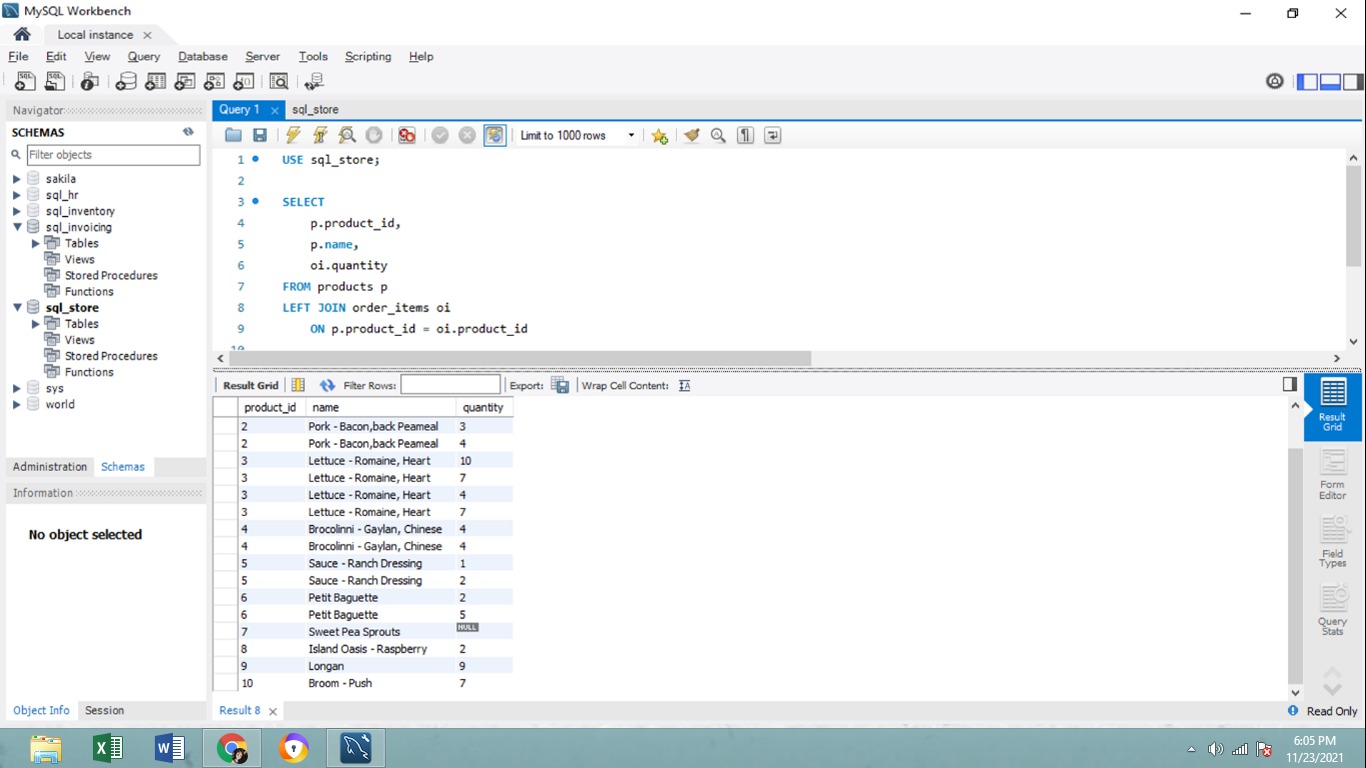 MySQL Workbench
Local instance
File Edit View Query Database Server Tools Scripting Help
Navigator
SCHEMAS
Filter objects
sakila
sql_hr
sql_inventory
sql_invoicing
Tables
Views
Stored Procedures
Functions
sql_store
Tables
Views
Stored Procedures
Functions
sys
world
Administration Schemas
Information
No object selected
Object Info Session
Query 1 sql_store
Limit to 1000 rows
1 USE sql_store;
2
3 SELECT
4 p.product_id,
5 p.name,
6 oi.quantity
7 FROM products p
8 LEFT JOIN order_items oi
9 ON p.product_id = oi.product_id
10
Result Grid Filter Rows: Export: Wrap Cell Content:
product_id name quantity
2 Pork - Bacon,back Peameal 3
2 Pork - Bacon,back Peameal 4
3 Lettuce - Romaine, Heart 10
3 Lettuce - Romaine, Heart 7
3 Lettuce - Romaine, Heart 4
3 Lettuce - Romaine, Heart 7
4 Brocolinni - Gaylan, Chinese 4
4 Brocolinni - Gaylan, Chinese 4
5 Sauce - Ranch Dressing 1
5 Sauce - Ranch Dressing 2
6 Petit Baguette 2
6 Petit Baguette 5
7 Sweet Pea Sprouts NULL
8 Island Oasis - Raspberry 2
9 Longan 9
10 Broom - Push 7
Result 8
Result
Grid
Form
Editor
Field
Types
Query
Stats
Read Only
6:05 PM
11/23/2021